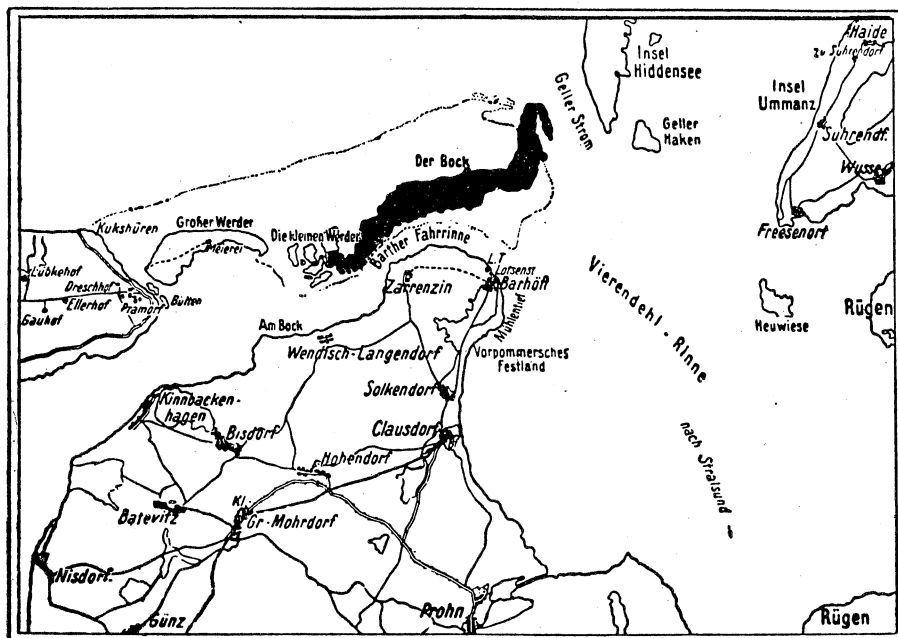 Haide
zu Suhrendorf
Insel
Hiddensee
Geller Strom
Insel
Ummanz
Geller
Haken
Suhrendf.
Der Bock
Wusse
Kukshüren
Großer Werder
Die kleinen Werder
Freesenort
Meierei
Barther Fahrrinne
L.T.
Lotsenst
Lübkehof
Dreschhof
Zarrenzin
Barhöft
Vierendehl-Rinne
Ellerhof
Bülten
Pramort
Gauhof
Mühlentief
Heuwiese
Rügen
Am Bock
Wendisch-Langendorf
Vorpommersches
Festland
Solkendorf
Kinnbacken-
hagen
Bisdorf
Clausdorf
nach Stralsund
Hohendorf
Kl.
Batevitz
Gr-Mohrdorf
Nisdorf.
Prohn
Günz
Rügen